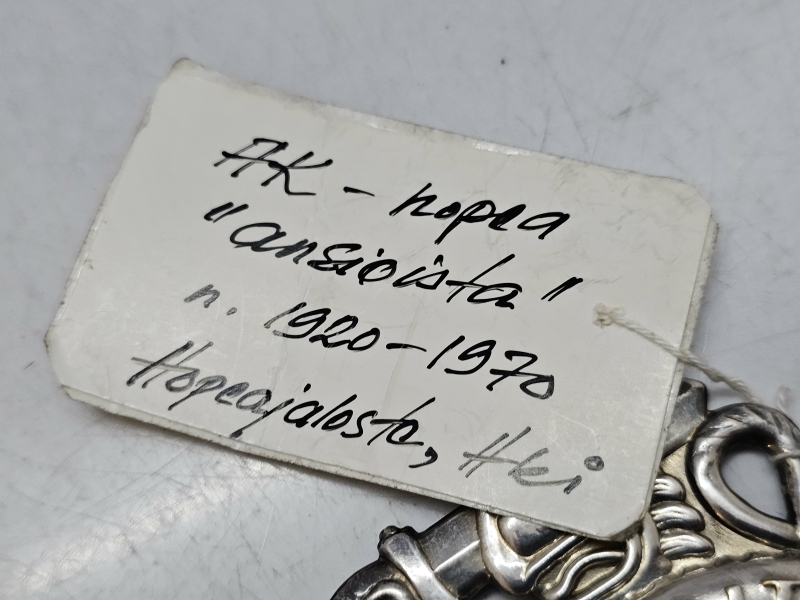 AK - hopea
"ansioista"
n. 1920-1970
Hopeajalosta, Hki